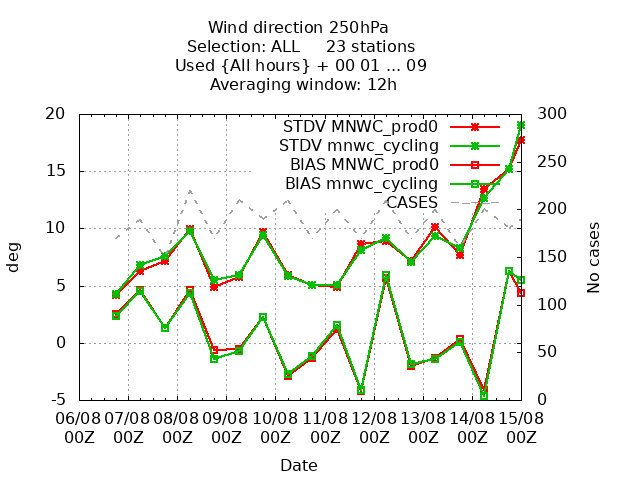 Wind direction 250hPa
Selection: ALL 23 stations
Used {All hours} + 00 01 ... 09
Averaging window: 12h
STDV MNWC_prod0
STDV mnwc_cycling
BIAS MNWC_prod0
BIAS mnwc_cycling
CASES
20
15
10
5
0
-5
deg
300
250
200
150
100
50
0
No cases
06/08 07/08 08/08 09/08 10/08 11/08 12/08 13/08 14/08 15/08
00Z 00Z 00Z 00Z 00Z 00Z 00Z 00Z 00Z 00Z
Date